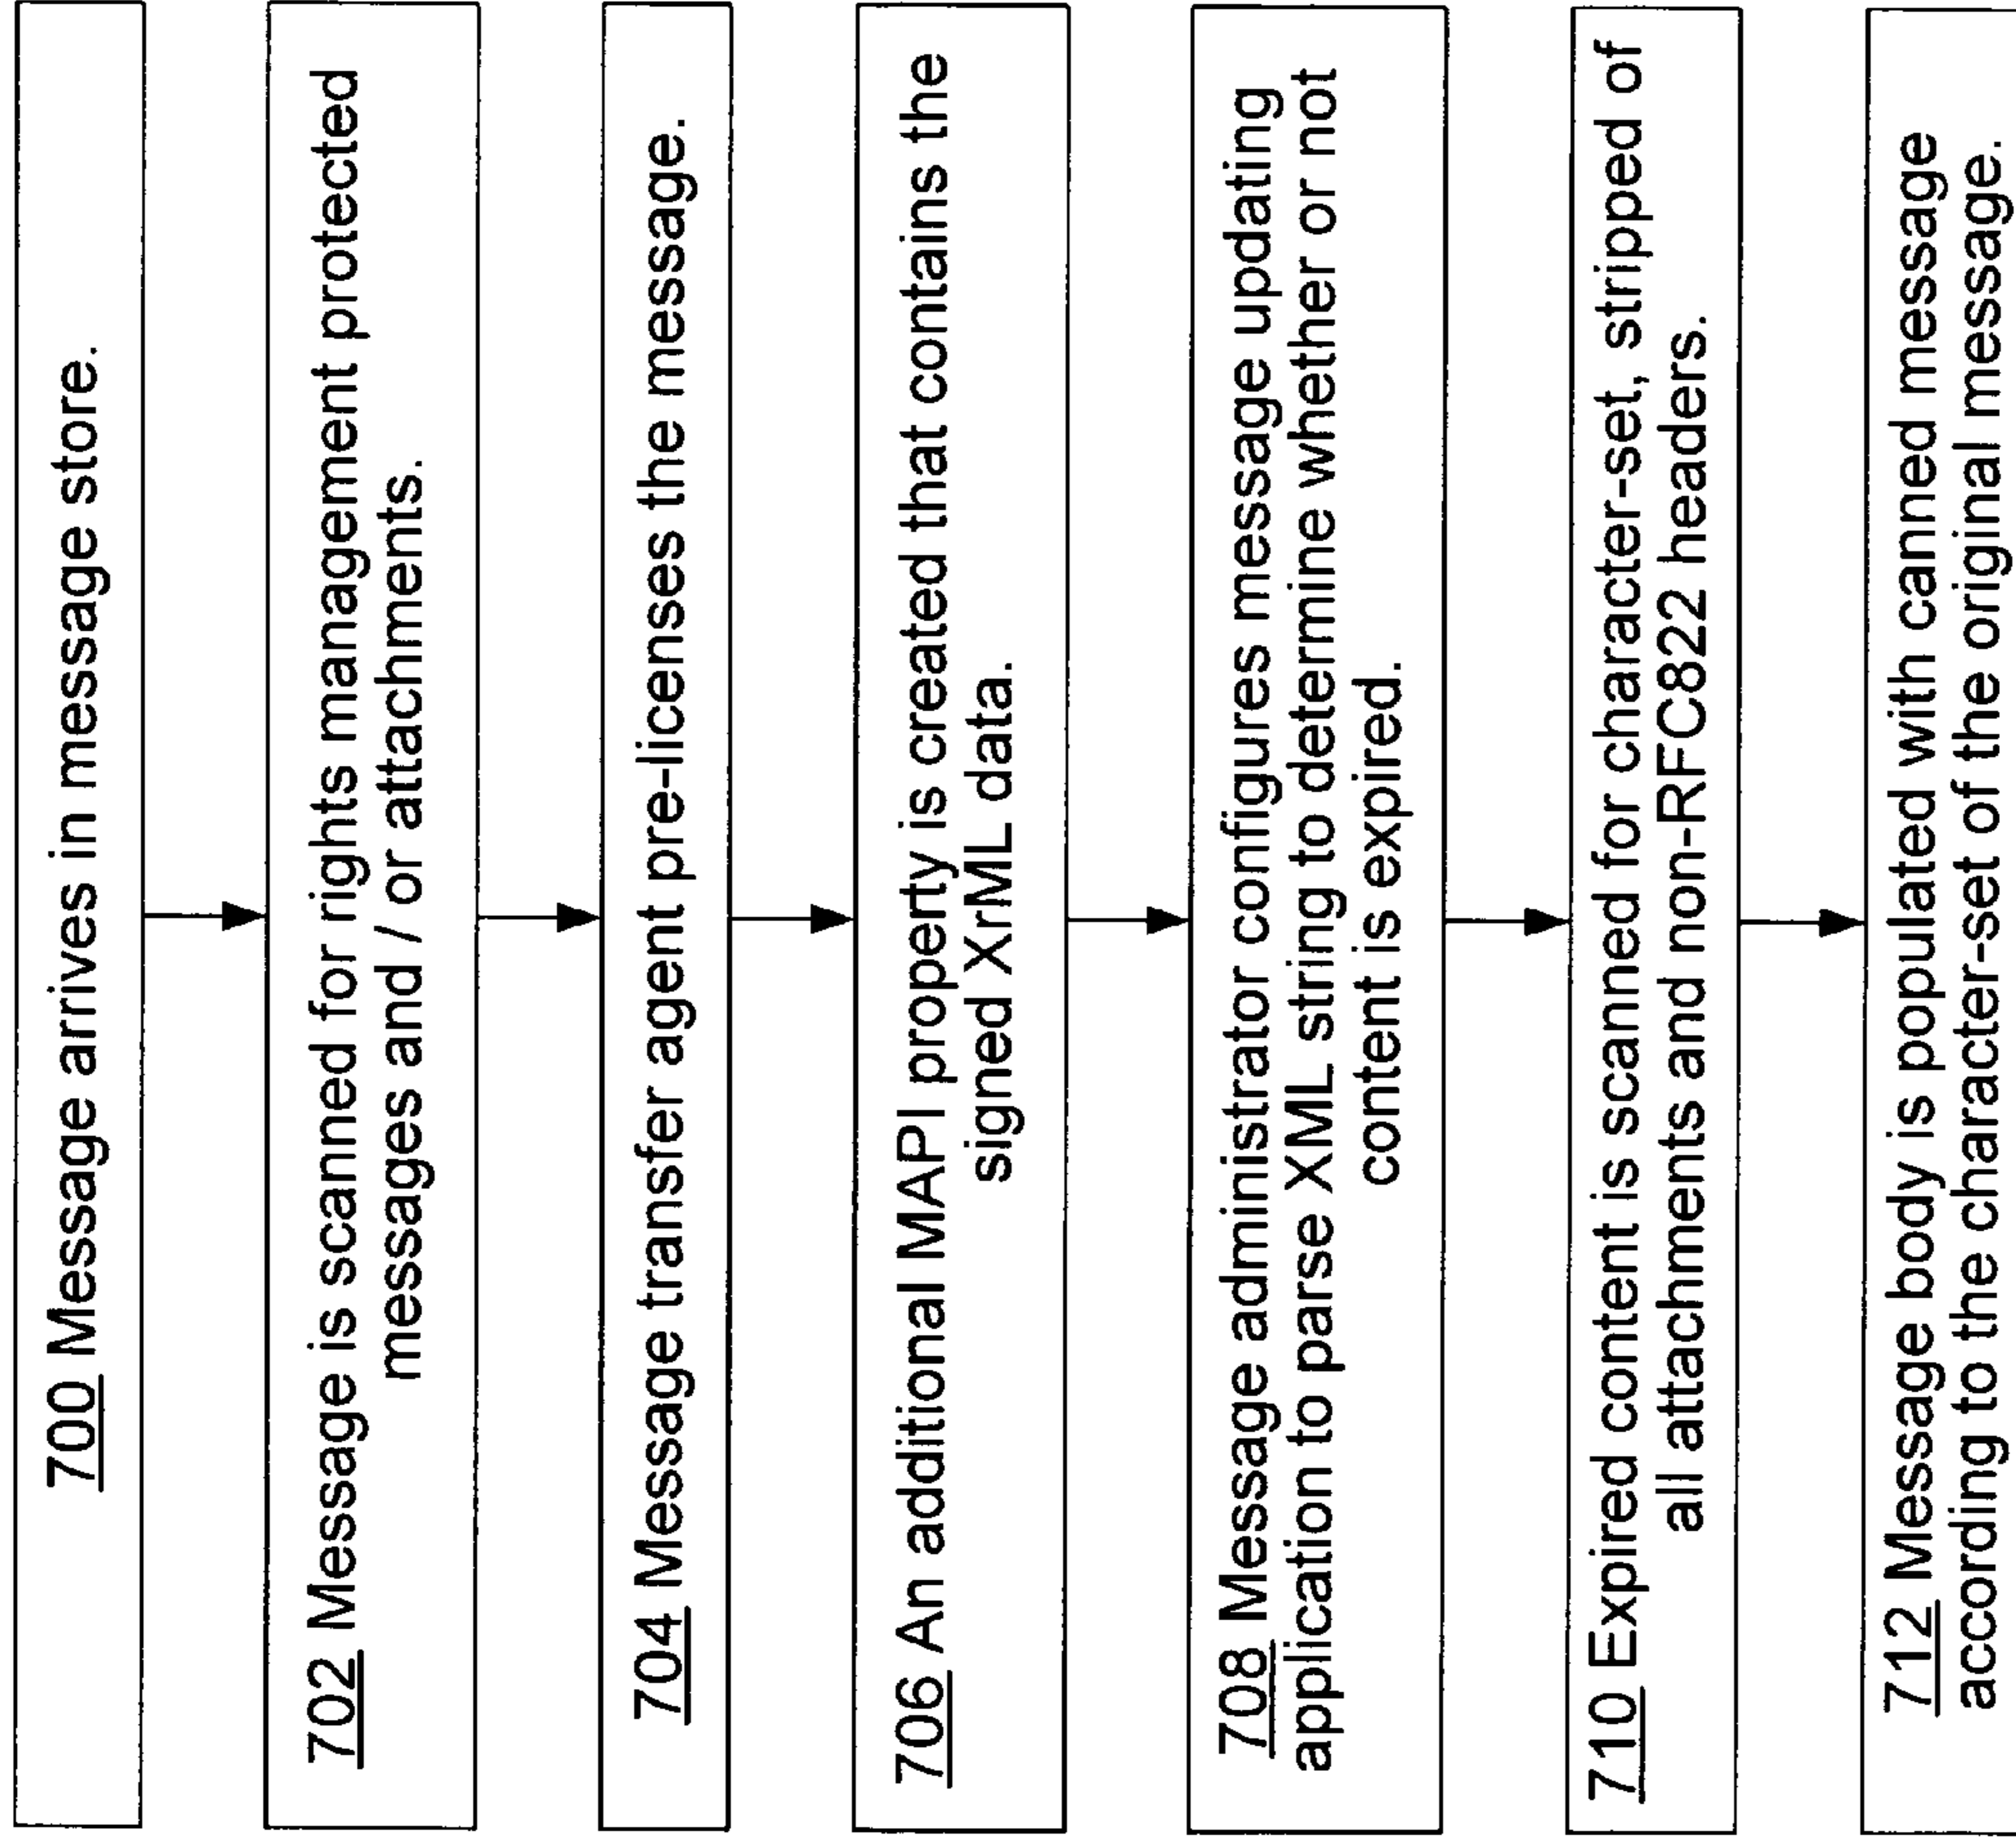 700 Message arrives in message store.
702 Message is scanned for rights management protected
messages and / or attachments.
704 Message transfer agent pre-licenses the message.
706 An additional MAPI property is created that contains the
signed XrML data.
708 Message administrator configures message updating
application to parse XML string to determine whether or not
content is expired.
710 Expired content is scanned for character-set, stripped of
all attachments and non-RFC822 headers.
712 Message body is populated with canned message
according to the character-set of the original message.